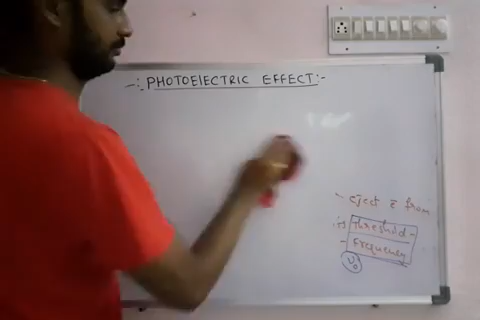 -: PHOTOElECTRIC EFFECT :-
eject ē from
Threshold-
Frequency
ν₀